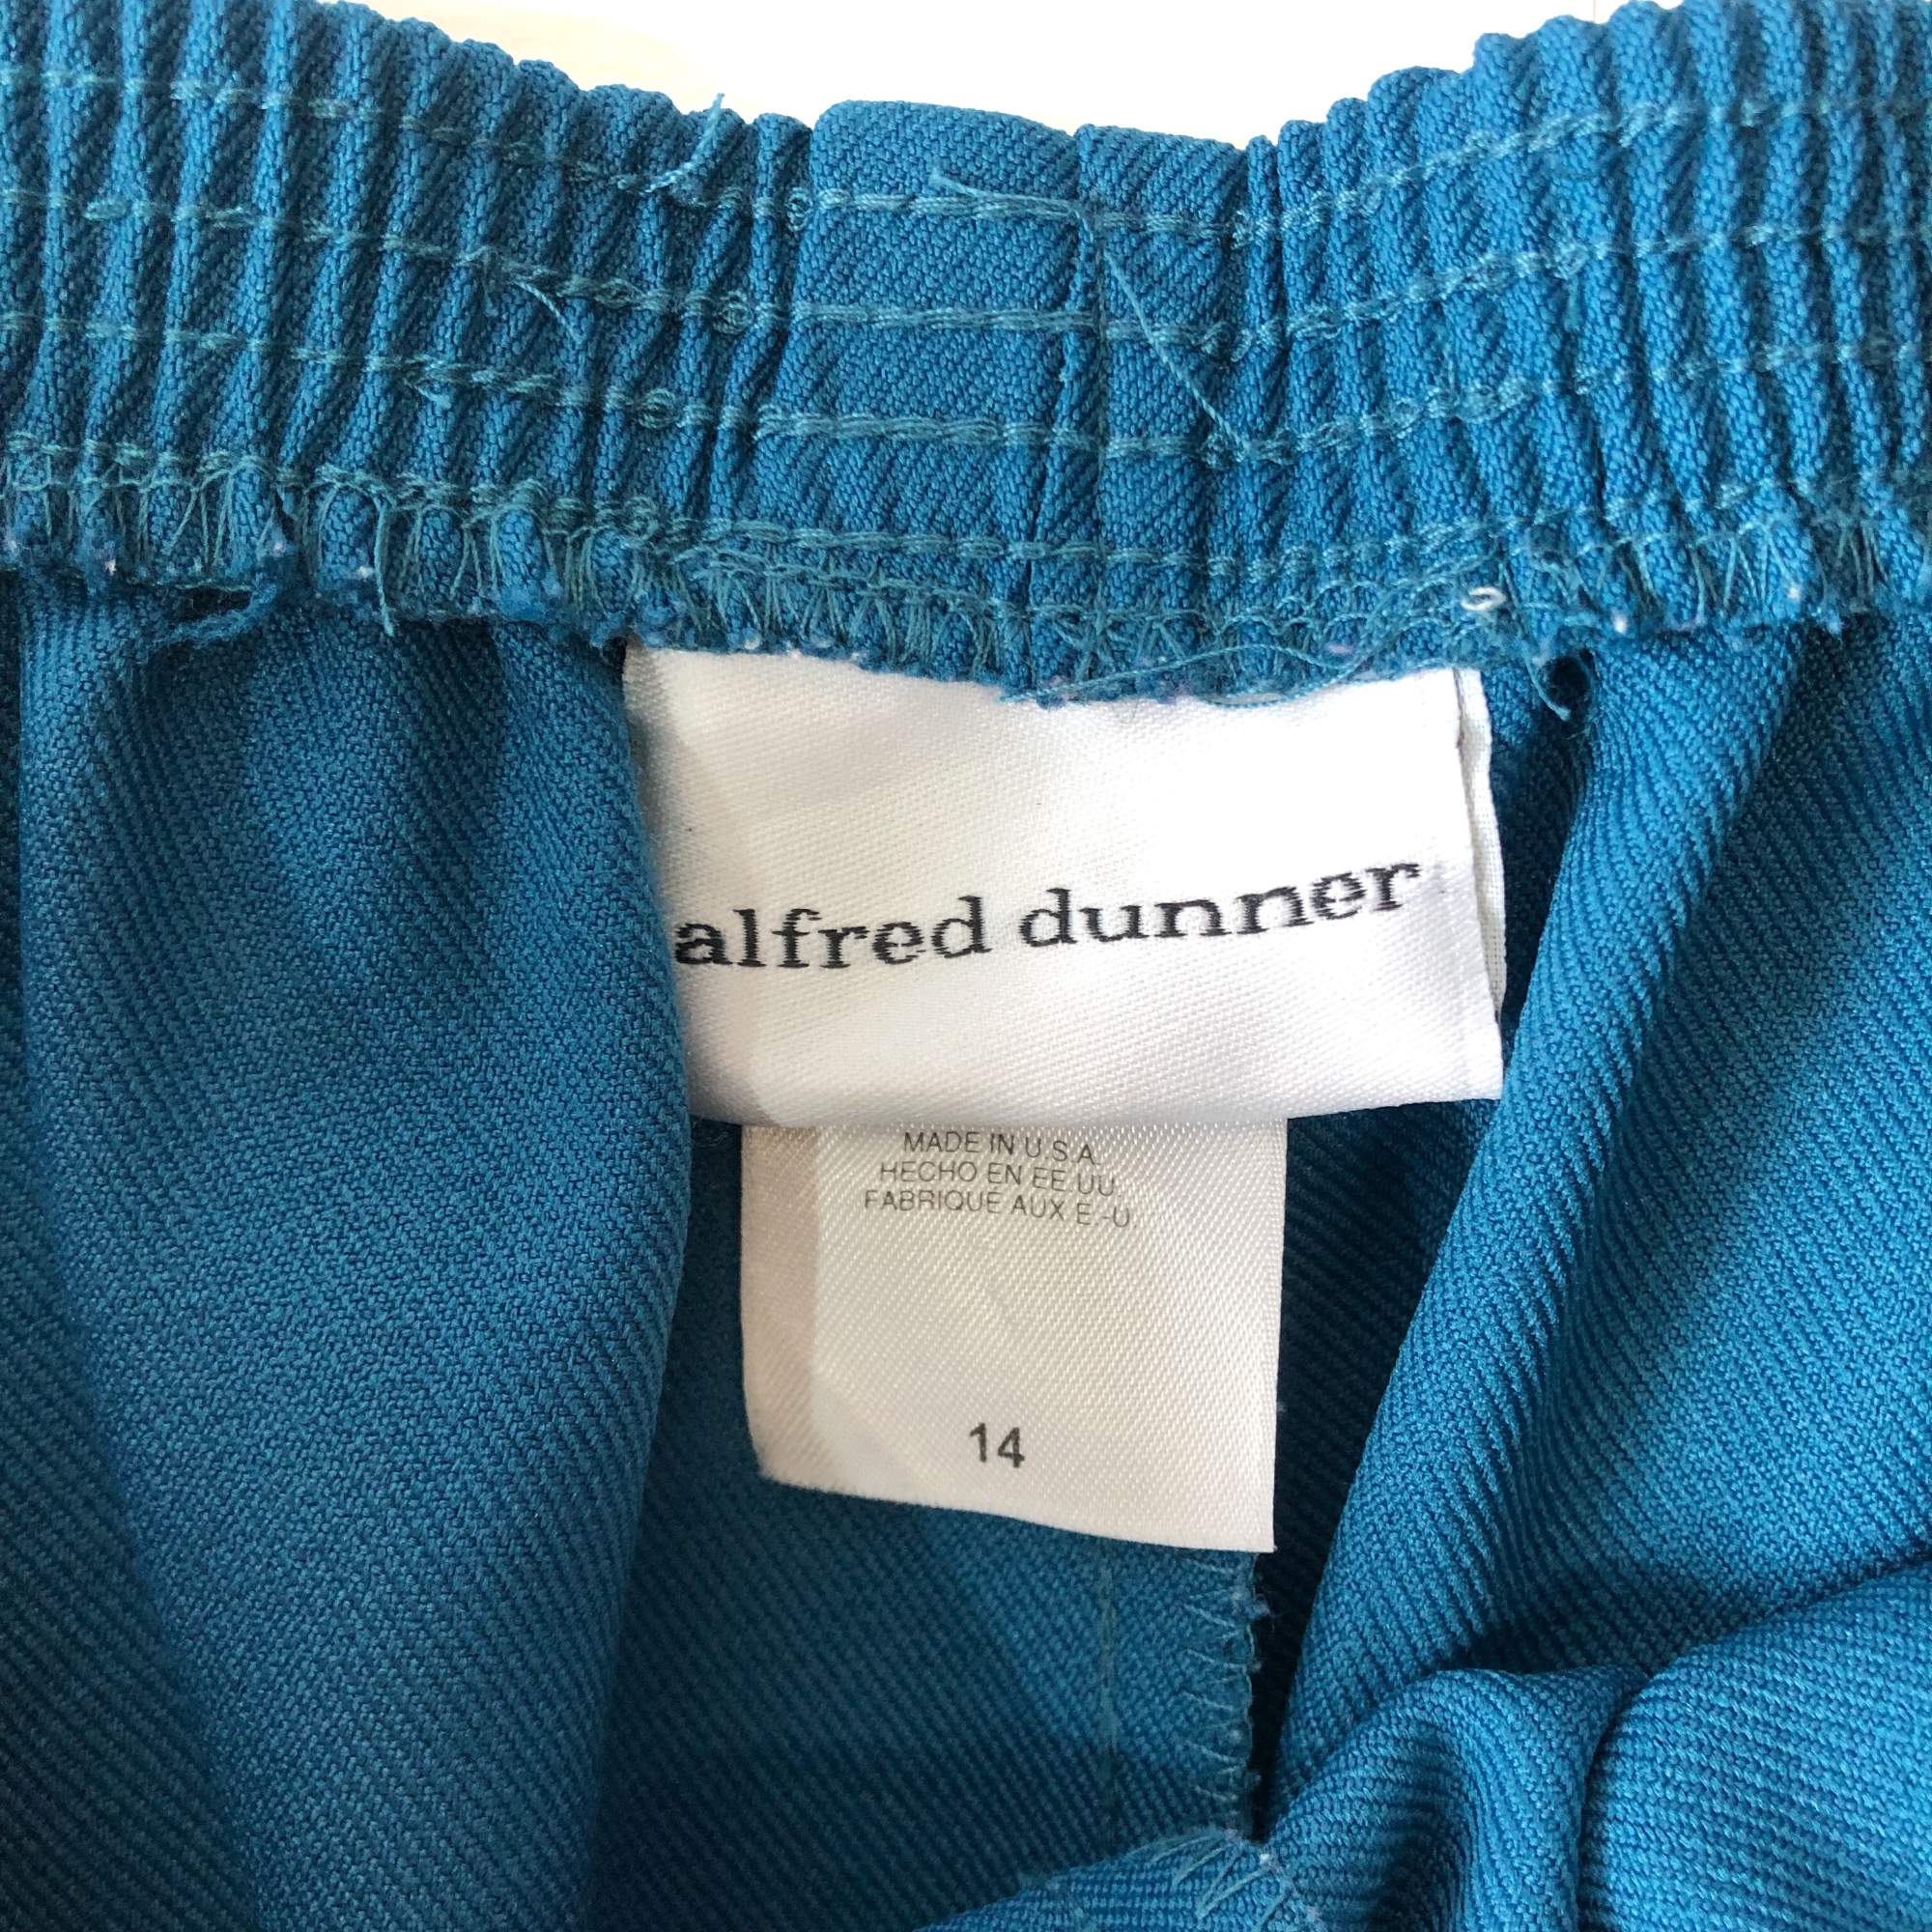 alfred dunner
MADE IN U.S.A.
HECHO EN EE.UU.
FABRIQUÉ AUX E.-U.
14